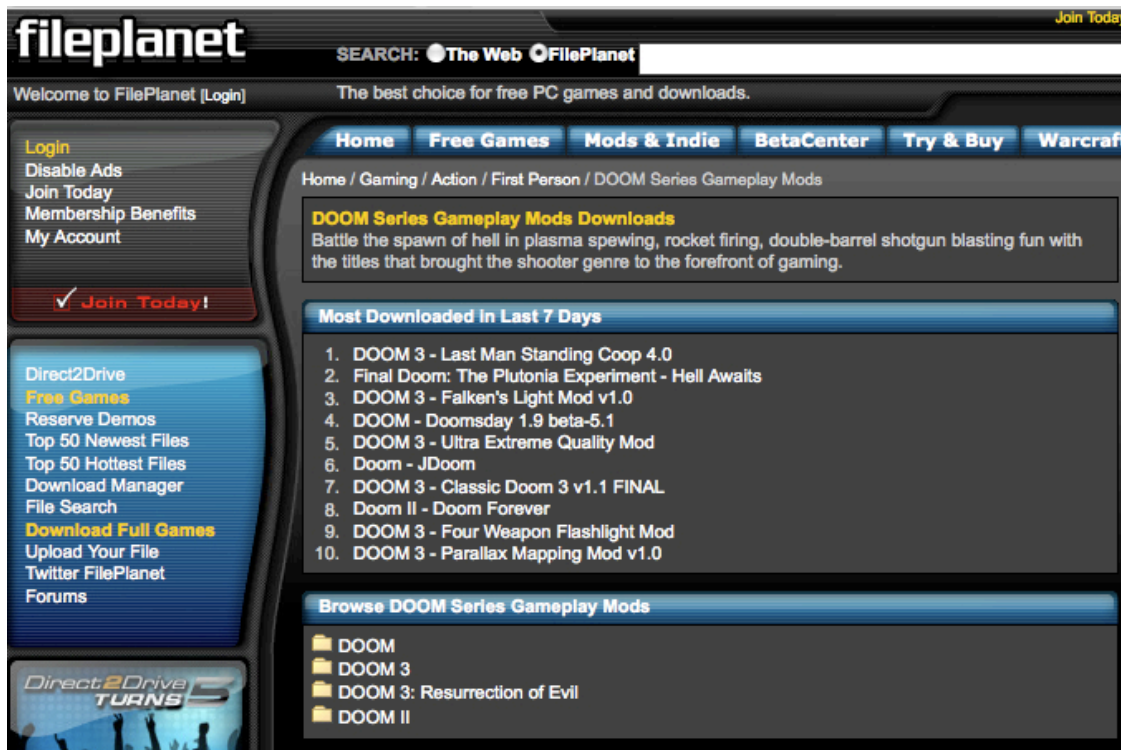 fileplanet
Join Today
SEARCH: The Web FilePlanet
Welcome to FilePlanet [Login]
The best choice for free PC games and downloads.
Home Free Games Mods & Indie BetaCenter Try & Buy Warcraf
Login
Disable Ads
Join Today
Membership Benefits
My Account
Join Today!
Direct2Drive
Free Games
Reserve Demos
Top 50 Newest Files
Top 50 Hottest Files
Download Manager
File Search
Download Full Games
Upload Your File
Twitter FilePlanet
Forums
Direct2Drive
TURNS 5
Home / Gaming / Action / First Person / DOOM Series Gameplay Mods
DOOM Series Gameplay Mods Downloads
Battle the spawn of hell in plasma spewing, rocket firing, double-barrel shotgun blasting fun with
the titles that brought the shooter genre to the forefront of gaming.
Most Downloaded in Last 7 Days
1. DOOM 3 - Last Man Standing Coop 4.0
2. Final Doom: The Plutonia Experiment - Hell Awaits
3. DOOM 3 - Falken's Light Mod v1.0
4. DOOM - Doomsday 1.9 beta-5.1
5. DOOM 3 - Ultra Extreme Quality Mod
6. Doom - JDoom
7. DOOM 3 - Classic Doom 3 v1.1 FINAL
8. Doom II - Doom Forever
9. DOOM 3 - Four Weapon Flashlight Mod
10. DOOM 3 - Parallax Mapping Mod v1.0
Browse DOOM Series Gameplay Mods
DOOM
DOOM 3
DOOM 3: Resurrection of Evil
DOOM II